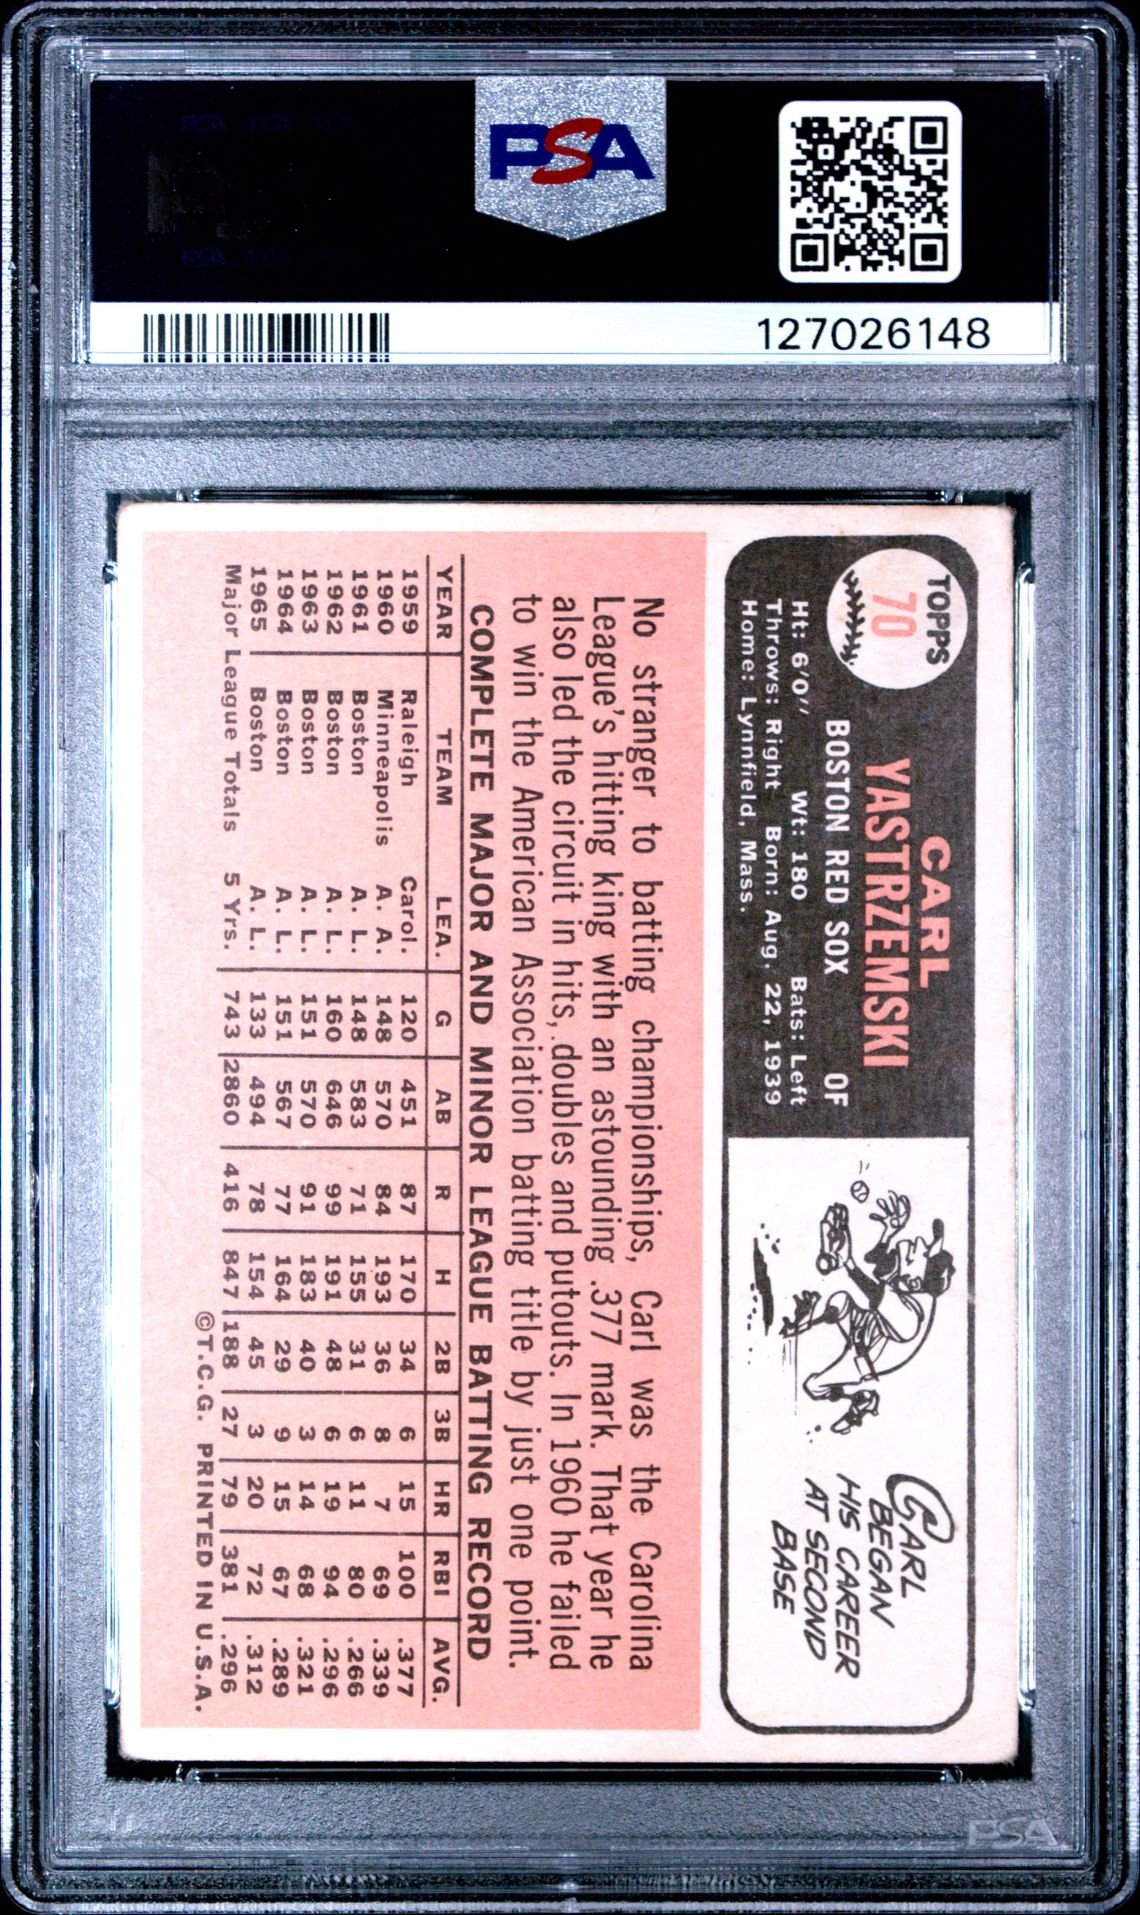 PSA
127026148
TOPPS
70
CARL
YASTRZEMSKI
BOSTON RED SOX OF
Ht: 6'0" Wt: 180 Bats: Left
Throws: Right Born: Aug. 22, 1939
Home: Lynnfield, Mass.
CARL
BEGAN
HIS CAREER
AT SECOND
BASE
No stranger to batting championships, Carl was the Carolina
League's hitting king with an astounding .377 mark. That year he
also led the circuit in hits, doubles and putouts. In 1960 he failed
to win the American Association batting title by just one point.
COMPLETE MAJOR AND MINOR LEAGUE BATTING RECORD
YEAR TEAM LEA. G AB R H 2B 3B HR RBI AVG.
1959 Raleigh Carol. 120 451 87 170 34 6 15 100 .377
1960 Minneapolis A. A. 148 570 84 193 36 8 7 69 .339
1961 Boston A. L. 148 583 71 155 31 6 11 80 .266
1962 Boston A. L. 160 646 99 191 48 6 19 94 .296
1963 Boston A. L. 151 570 91 183 40 3 14 68 .321
1964 Boston A. L. 151 567 77 164 29 9 15 67 .289
1965 Boston A. L. 133 494 78 154 45 3 20 72 .312
Major League Totals 5 Yrs. 743 2860 416 847 188 27 79 381 .296
©T.C.G. PRINTED IN U.S.A.
PSA